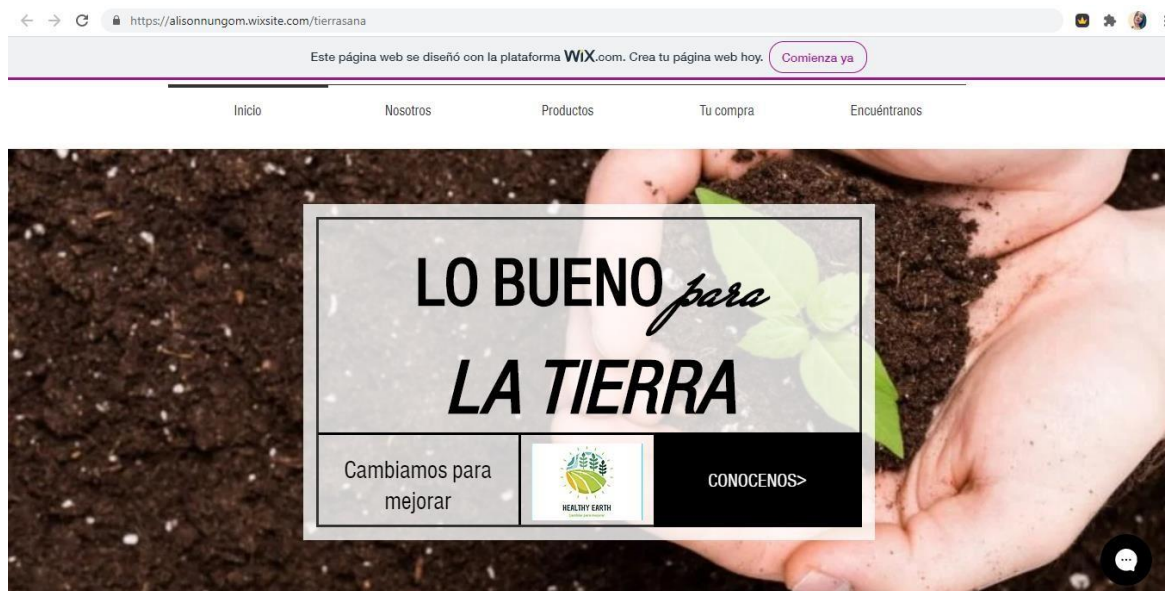 https://alisonnungom.wixsite.com/tierrasana
Este página web se diseñó con la plataforma WiX.com. Crea tu página web hoy. Comienza ya
Inicio Nosotros Productos Tu compra Encuéntranos
LO BUENO para
LA TIERRA
Cambiamos para
mejorar
HEALTHY EARTH
CONOCENOS>